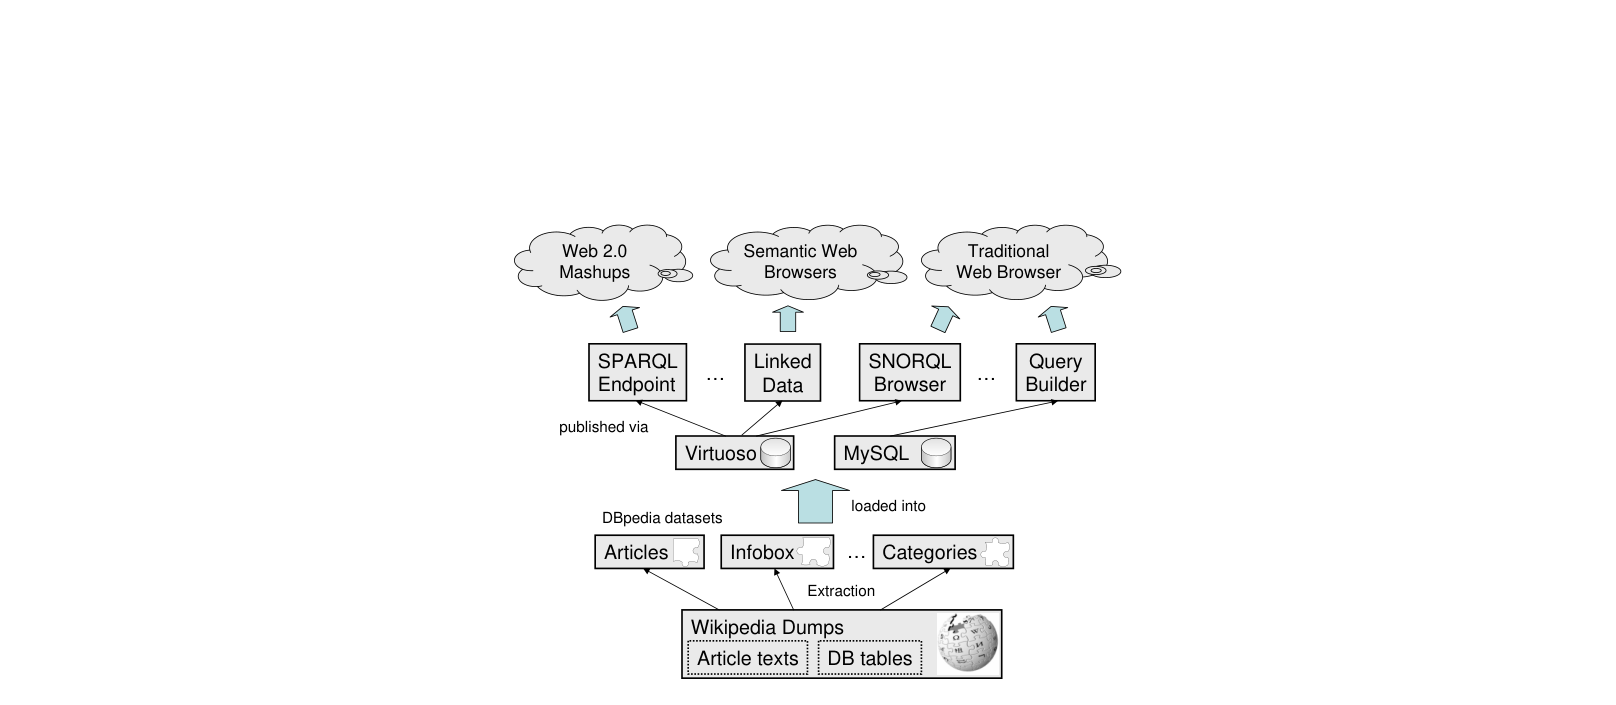 Web 2.0
Mashups
Semantic Web
Browsers
Traditional
Web Browser
SPARQL
Endpoint
...
Linked
Data
SNORQL
Browser
...
Query
Builder
published via
Virtuoso
MySQL
loaded into
DBpedia datasets
Articles
Infobox
...
Categories
Extraction
Wikipedia Dumps
Article texts
DB tables